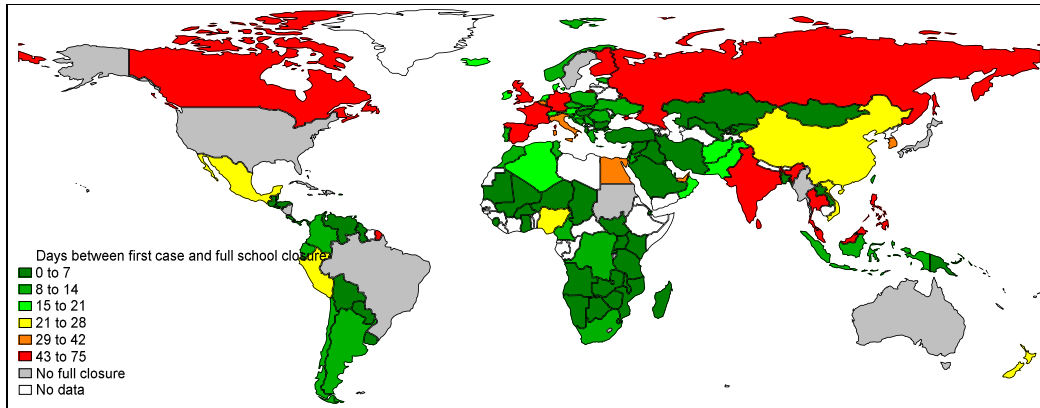 Days between first case and full school closure
0 to 7
8 to 14
15 to 21
21 to 28
29 to 42
43 to 75
No full closure
No data